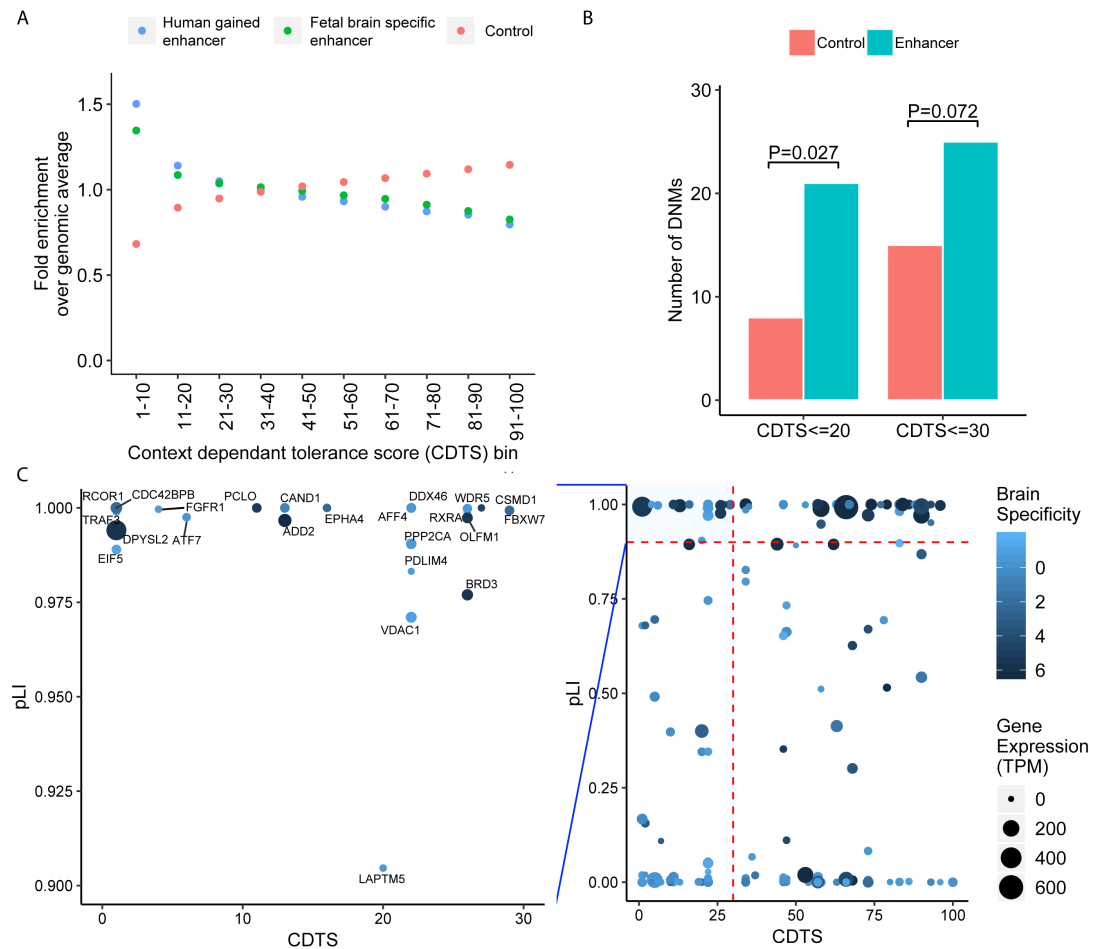 A
Human gained
enhancer
Fetal brain specific
enhancer
Control
Fold enrichment
over genomic average
1.5
1.0
0.5
0.0
1-10
11-20
21-30
31-40
41-50
51-60
61-70
71-80
81-90
91-100
Context dependant tolerance score (CDTS) bin
B
Control
Enhancer
Number of DNMs
30
20
10
0
P=0.027
P=0.072
CDTS<=20
CDTS<=30
C
pLI
1.000
0.975
0.950
0.925
0.900
RCOR1
CDC42BPB
FGFR1
TRAF3
DPYSL2
ATF7
EIF5
PCLO
CAND1
ADD2
EPHA4
DDX46
AFF4
WDR5
CSMD1
RXRA
FBXW7
OLFM1
PPP2CA
PDLIM4
BRD3
VDAC1
LAPTM5
0
10
20
30
CDTS
pLI
1.00
0.75
0.50
0.25
0.00
0
25
50
75
100
CDTS
Brain
Specificity
0
2
4
6
Gene
Expression
(TPM)
0
200
400
600